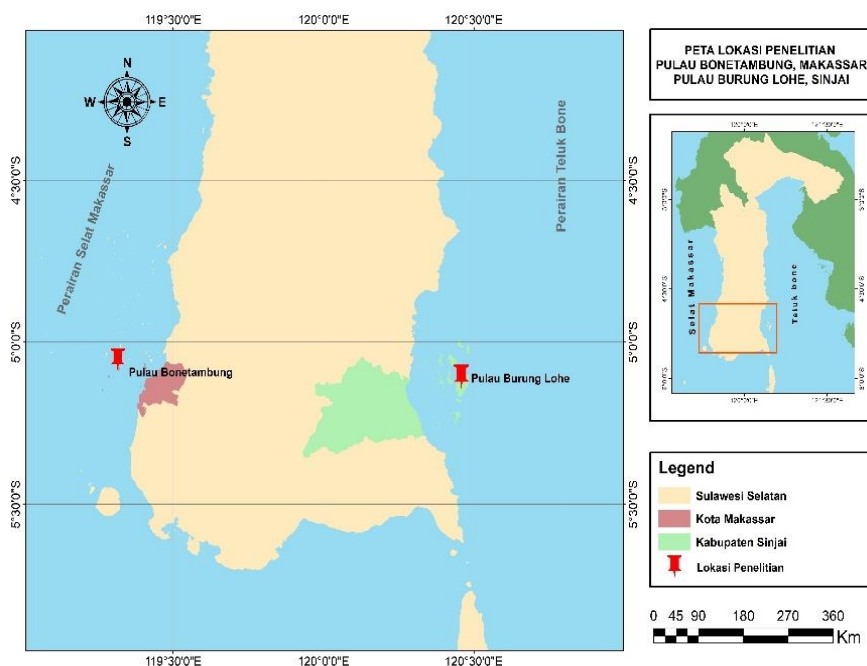 119°30'0"E
120°0'0"E
120°30'0"E
N
W
E
S
4°30'0"S
5°0'0"S
5°30'0"S
Perairan Selat Makassar
Perairan Teluk Bone
Pulau Bonetambung
Pulau Burung Lohe
4°30'0"S
5°0'0"S
5°30'0"S
119°30'0"E
120°0'0"E
120°30'0"E
PETA LOKASI PENELITIAN
PULAU BONETAMBUNG, MAKASSAR
PULAU BURUNG LOHE, SINJAI
Selat Makassar
Teluk bone
Legend
Sulawesi Selatan
Kota Makassar
Kabupaten Sinjai
Lokasi Penelitian
0 45 90 180 270 360
Km